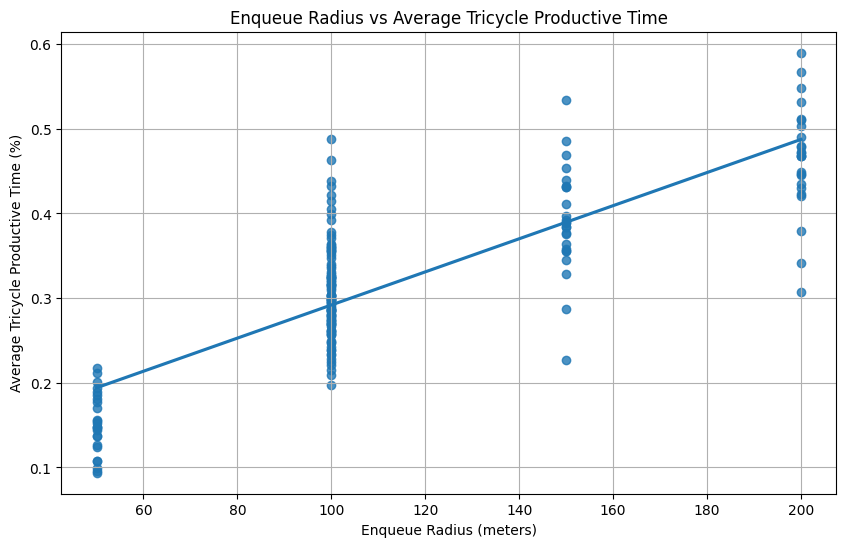 Enqueue Radius vs Average Tricycle Productive Time
Average Tricycle Productive Time (%)
0.6
0.5
0.4
0.3
0.2
0.1
60 80 100 120 140 160 180 200
Enqueue Radius (meters)